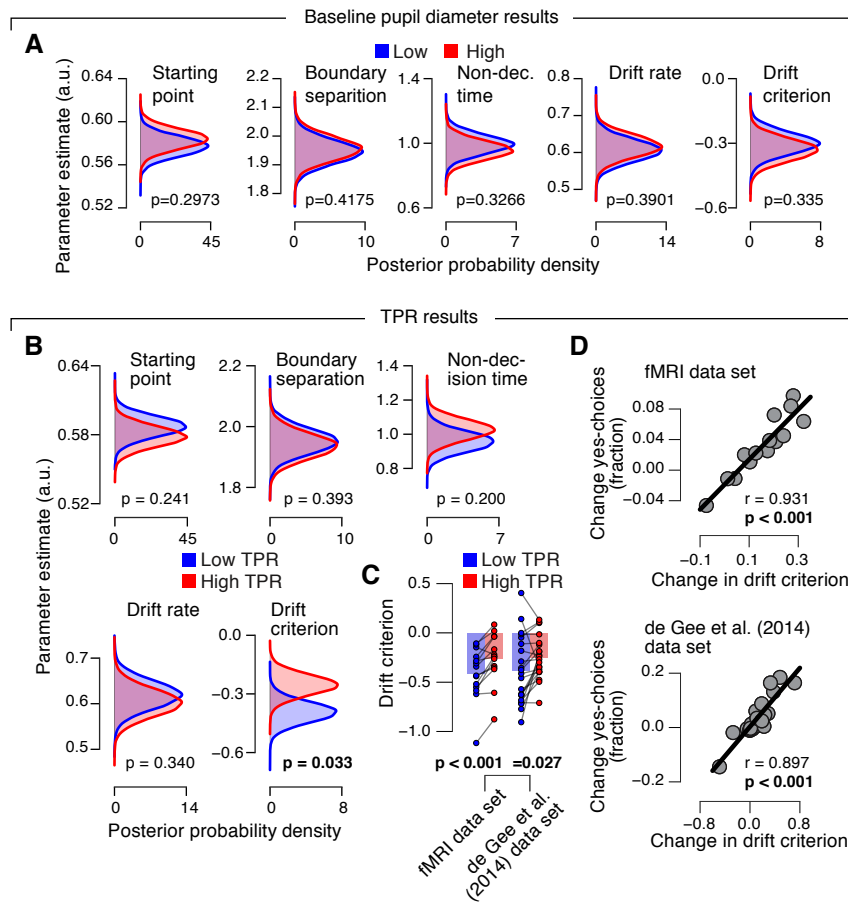 Baseline pupil diameter results
A
Low High
Parameter estimate (a.u.)
Starting
point
0.64
0.60
0.56
0.52
p=0.2973
0 45
Boundary
separition
2.2
2.1
2.0
1.9
1.8
p=0.4175
0 10
Non-dec.
time
1.4
1.0
0.6
p=0.3266
0 7
Drift rate
0.8
0.7
0.6
0.5
p=0.3901
0 14
Drift
criterion
0.0
−0.3
−0.6
p=0.335
0 8
Posterior probability density
TPR results
B
Parameter estimate (a.u.)
Starting
point
0.64
0.58
0.52
p = 0.241
0 45
Boundary
separation
2.2
2.0
1.8
p = 0.393
0 10
Non-dec-
ision time
1.4
1.2
1.0
0.8
p = 0.200
0 7
Low TPR
High TPR
Drift rate
0.7
0.6
0.5
p = 0.340
0 14
Drift
criterion
0.0
−0.3
−0.6
p = 0.033
0 8
Posterior probability density
C
Low TPR
High TPR
Drift criterion
0.5
0.0
−0.5
−1.0
p < 0.001 =0.027
fMRI data set
de Gee et al.
(2014) data set
D
fMRI data set
Change yes-choices
(fraction)
0.08
0.04
0.00
−0.04
r = 0.931
p < 0.001
−0.1 0.1 0.3
Change in drift criterion
de Gee et al. (2014)
data set
Change yes-choices
(fraction)
0.2
0.0
−0.2
r = 0.897
p < 0.001
−0.8 0.0 0.8
Change in drift criterion